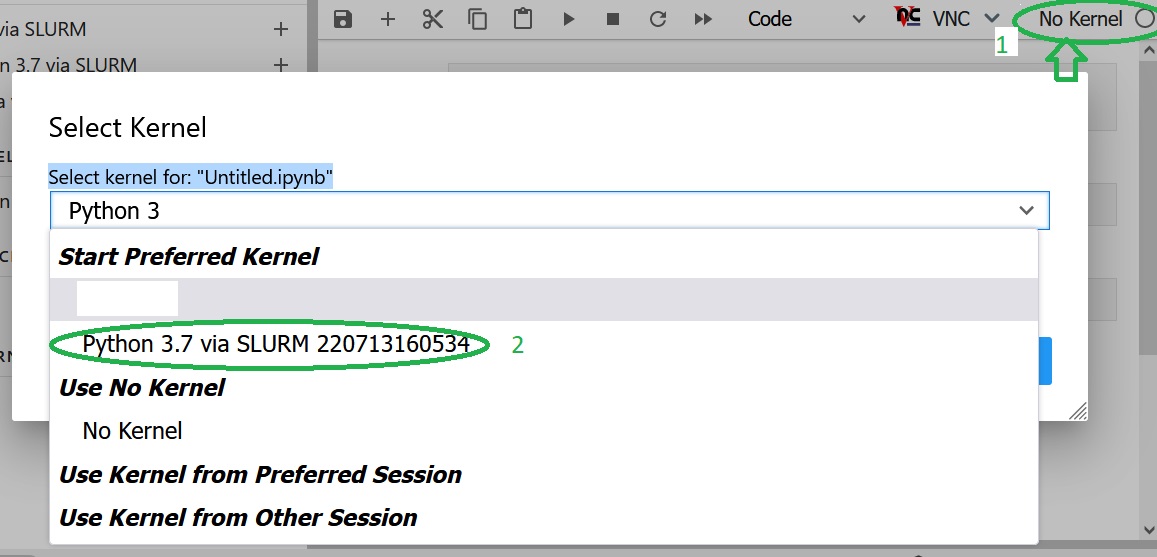 via SLURM +
n 3.7 via SLURM +
Code VNC No Kernel
1
Select Kernel
Select kernel for: "Untitled.ipynb"
Python 3
Start Preferred Kernel
Python 3.7 via SLURM 220713160534 2
Use No Kernel
No Kernel
Use Kernel from Preferred Session
Use Kernel from Other Session